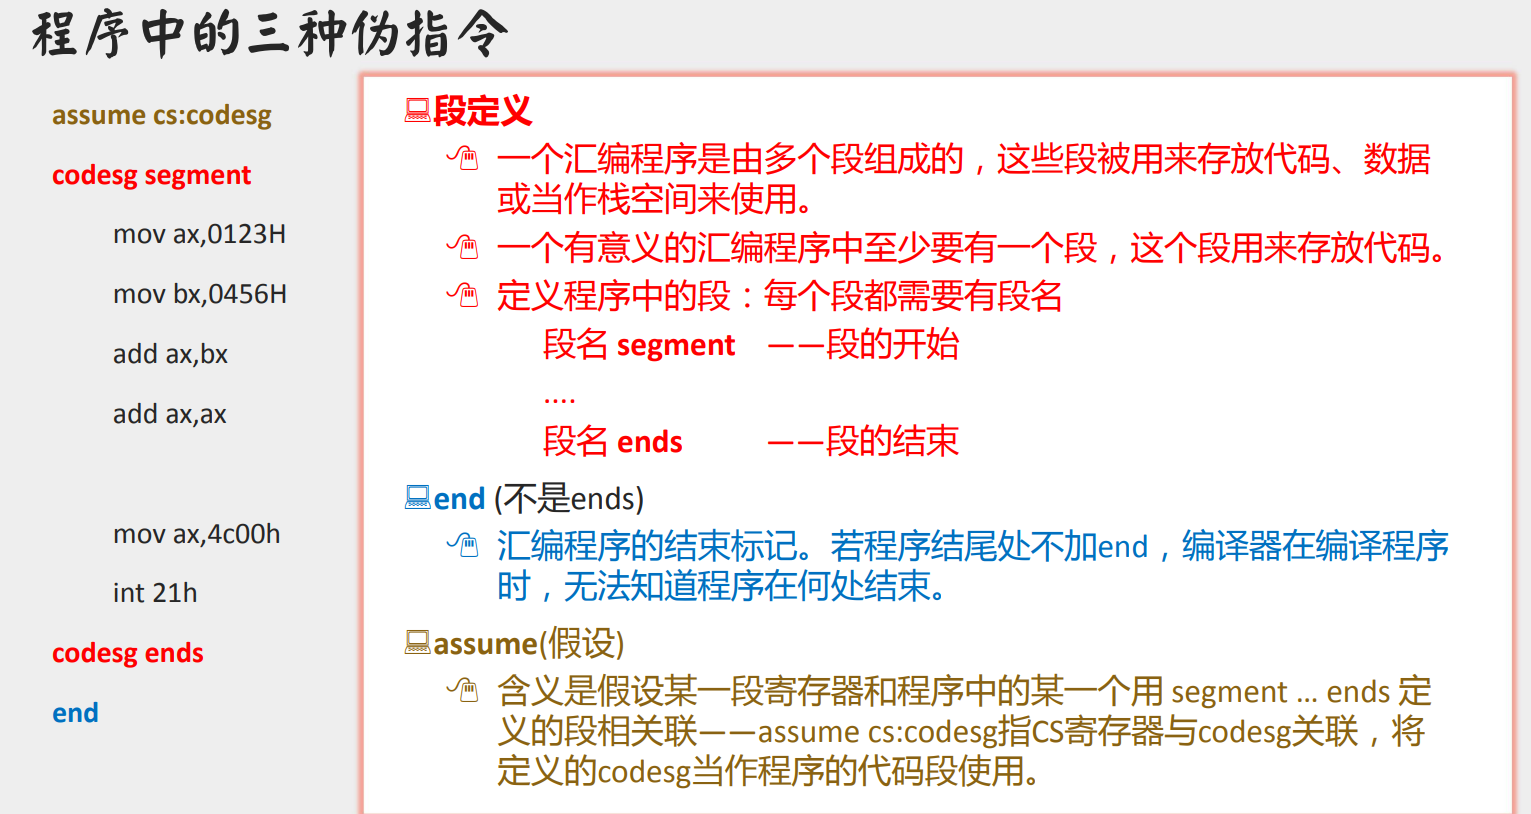 程序中的三种伪指令
assume cs:codesg
codesg segment
mov ax,0123H
mov bx,0456H
add ax,bx
add ax,ax
mov ax,4c00h
int 21h
codesg ends
end
段定义
一个汇编程序是由多个段组成的，这些段被用来存放代码、数据
或当作栈空间来使用。
一个有意义的汇编程序中至少要有一个段，这个段用来存放代码。
定义程序中的段：每个段都需要有段名
段名 segment ——段的开始
....
段名 ends ——段的结束
end (不是ends)
汇编程序的结束标记。若程序结尾处不加end，编译器在编译程序
时，无法知道程序在何处结束。
assume(假设)
含义是假设某一段寄存器和程序中的某一个用 segment ... ends 定
义的段相关联——assume cs:codesg指CS寄存器与codesg关联，将
定义的codesg当作程序的代码段使用。